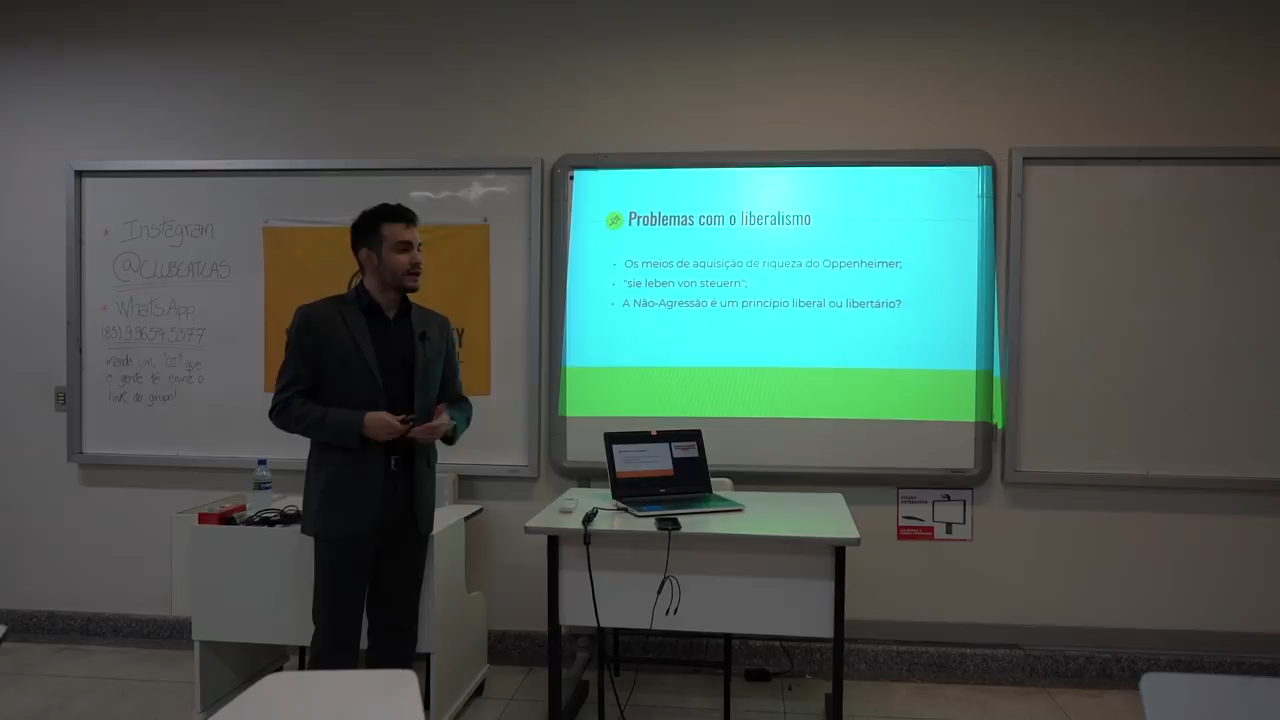 Instagram
@CLUBEATLAS
WhatsApp
(85) 9 9659 5377
manda um "OI" que
a gente te envia o
link do grupo!
Problemas com o liberalismo
Os meios de aquisição de riqueza do Oppenheimer;
"sie leben von steuern";
A Não-Agressão é um princípio liberal ou libertário?